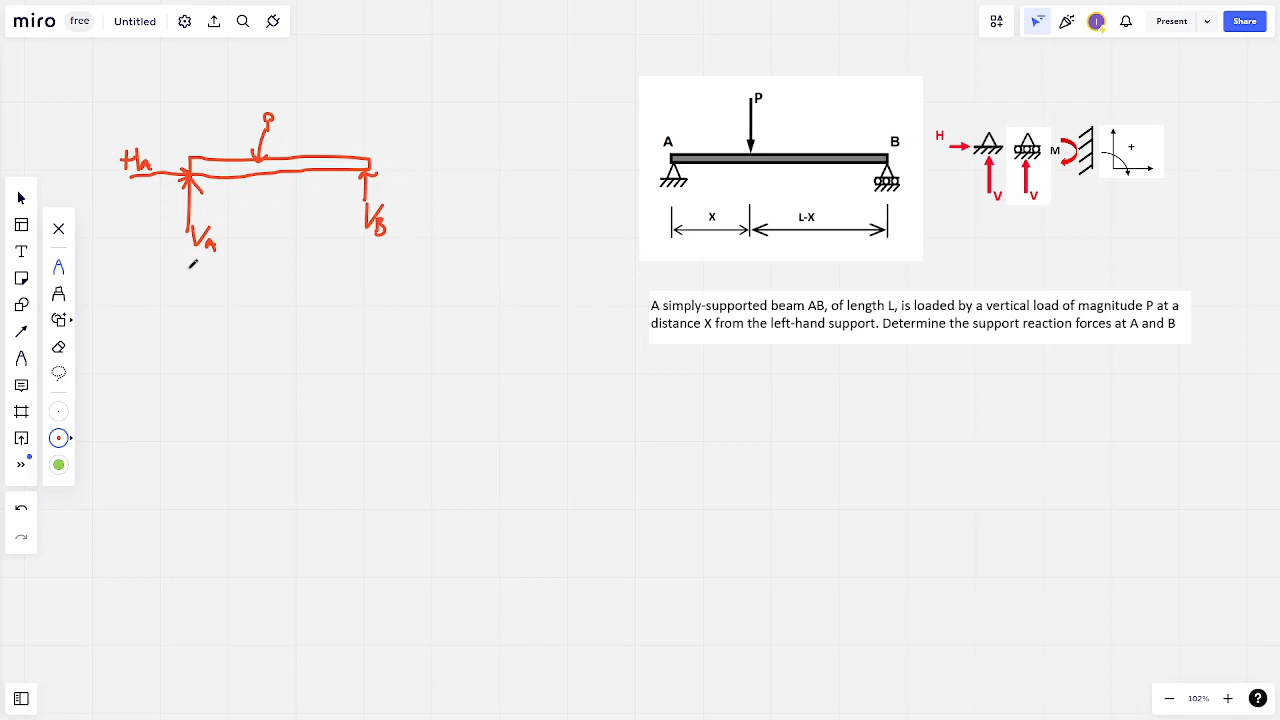 miro free Untitled
Present Share
P
Ha
VA
VB
P
A B
X L-X
H M +
V V
A simply-supported beam AB, of length L, is loaded by a vertical load of magnitude P at a
distance X from the left-hand support. Determine the support reaction forces at A and B
102%